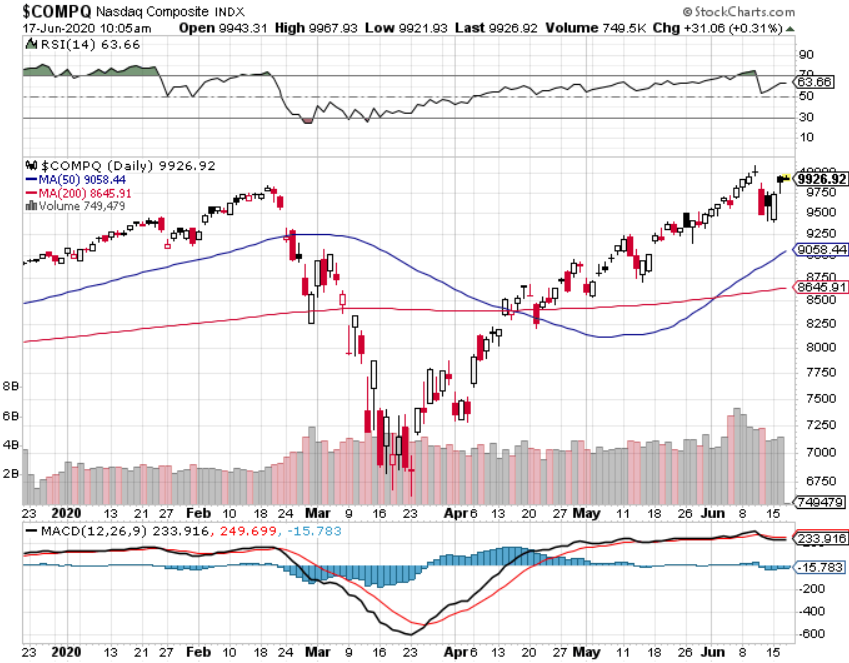 $COMPQ Nasdaq Composite INDX © StockCharts.com
17-Jun-2020 10:05am Open 9943.31 High 9967.93 Low 9921.93 Last 9926.92 Volume 749.5K Chg +31.06 (+0.31%)
RSI(14) 63.66
90
70
63.66
50
30
10
$COMPQ (Daily) 9926.92
MA(50) 9058.44
MA(200) 8645.91
Volume 749,479
9926.92
9750
9500
9250
9058.44
8750
8645.91
8500
8250
8000
7750
7500
7250
7000
6750
749479
8B
6B
4B
2B
23 2020 13 21 Feb 10 18 24 Mar 9 16 23 Apr 6 13 20 May 11 18 26 Jun 8 15
MACD(12,26,9) 233.916, 249.699, -15.783
233.916
-15.783
-200
-400
-600
23 2020 13 21 Feb 10 18 24 Mar 9 16 23 Apr 6 13 20 May 11 18 26 Jun 8 15